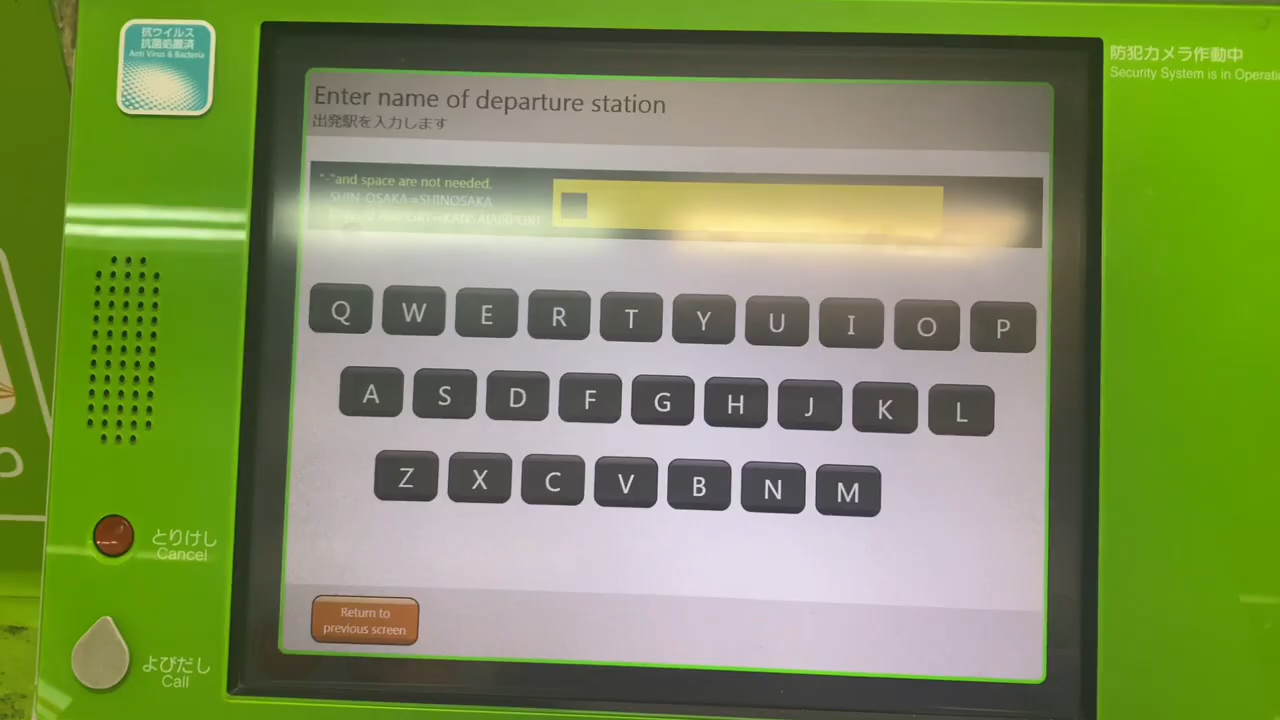 抗ウイルス
抗菌処置済
Anti Virus & Bacteria
防犯カメラ作動中
Security System is in Operati
Enter name of departure station
出発駅を入力します
"-"and space are not needed.
SHIN-OSAKA⇒SHINOSAKA
AIRPORT⇒KANSAIAIRPORT
Q W E R T Y U I O P
A S D F G H J K L
Z X C V B N M
とりけし
Cancel
Return to
previous screen
よびだし
Call